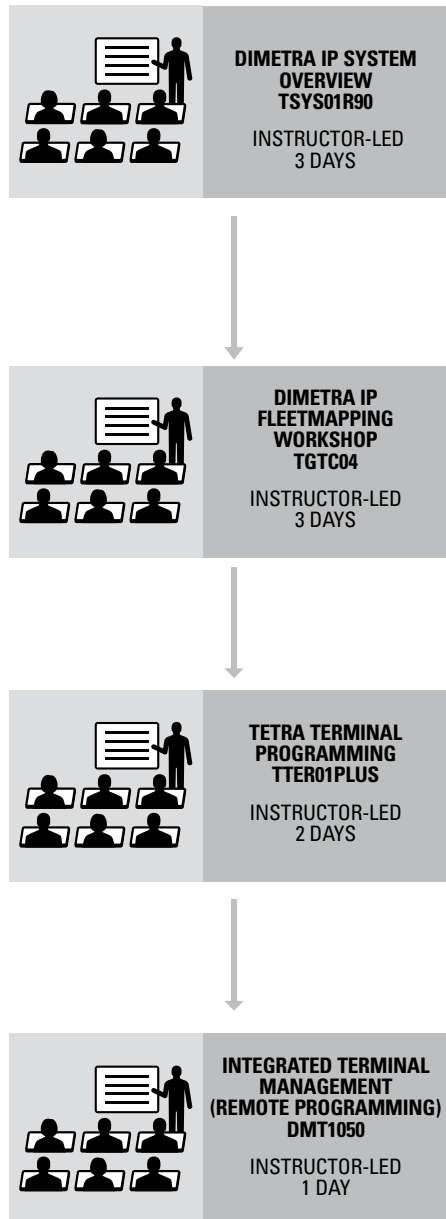 DIMETRA IP SYSTEM
OVERVIEW
TSYS01R90
INSTRUCTOR-LED
3 DAYS
DIMETRA IP
FLEETMAPPING
WORKSHOP
TGTC04
INSTRUCTOR-LED
3 DAYS
TETRA TERMINAL
PROGRAMMING
TTER01PLUS
INSTRUCTOR-LED
2 DAYS
INTEGRATED TERMINAL
MANAGEMENT
(REMOTE PROGRAMMING)
DMT1050
INSTRUCTOR-LED
1 DAY